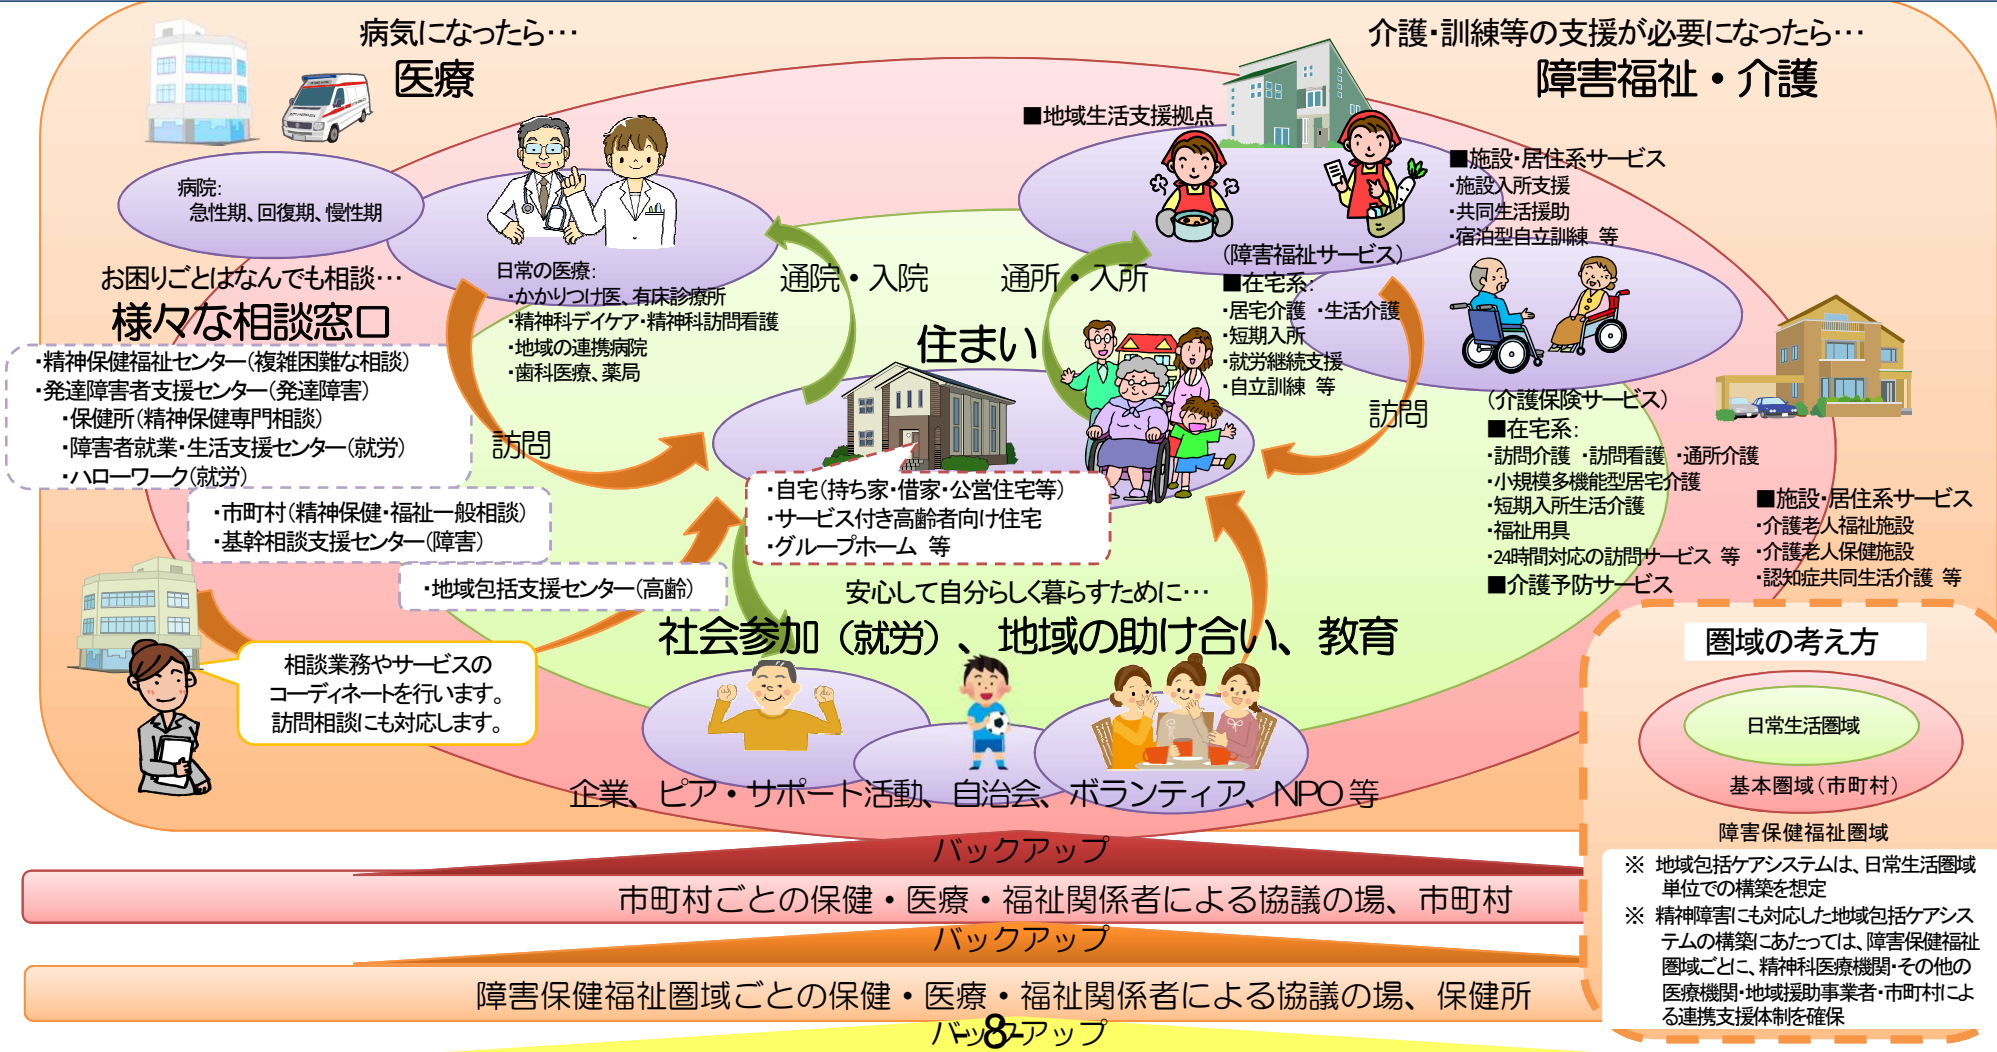 病気になったら…
医療
介護・訓練等の支援が必要になったら…
障害福祉・介護
病院:
急性期、回復期、慢性期
日常の医療:
・かかりつけ医、有床診療所
・精神科デイケア・精神科訪問看護
・地域の連携病院
・歯科医療、薬局
お困りごとはなんでも相談…
様々な相談窓口
・精神保健福祉センター(複雑困難な相談)
・発達障害者支援センター(発達障害)
・保健所(精神保健専門相談)
・障害者就業・生活支援センター(就労)
・ハローワーク(就労)
・市町村(精神保健・福祉一般相談)
・基幹相談支援センター(障害)
・地域包括支援センター(高齢)
相談業務やサービスの
コーディネートを行います。
訪問相談にも対応します。
訪問
通院・入院
通所・入所
住まい
・自宅(持ち家・借家・公営住宅等)
・サービス付き高齢者向け住宅
・グループホーム 等
■地域生活支援拠点
■施設・居住系サービス
・施設入所支援
・共同生活援助
・宿泊型自立訓練 等
(障害福祉サービス)
■在宅系:
・居宅介護 ・生活介護
・短期入所
・就労継続支援
・自立訓練 等
訪問
(介護保険サービス)
■在宅系:
・訪問介護 ・訪問看護 ・通所介護
・小規模多機能型居宅介護
・短期入所生活介護
・福祉用具
・24時間対応の訪問サービス 等
■介護予防サービス
■施設・居住系サービス
・介護老人福祉施設
・介護老人保健施設
・認知症共同生活介護 等
安心して自分らしく暮らすために…
社会参加(就労)、地域の助け合い、教育
企業、ピア・サポート活動、自治会、ボランティア、NPO等
圏域の考え方
日常生活圏域
基本圏域(市町村)
障害保健福祉圏域
※ 地域包括ケアシステムは、日常生活圏域
単位での構築を想定
※ 精神障害にも対応した地域包括ケアシス
テムの構築にあたっては、障害保健福祉
圏域ごとに、精神科医療機関・その他の
医療機関・地域援助事業者・市町村によ
る連携支援体制を確保
バックアップ
市町村ごとの保健・医療・福祉関係者による協議の場、市町村
バックアップ
障害保健福祉圏域ごとの保健・医療・福祉関係者による協議の場、保健所
バックアップ
- 8 -